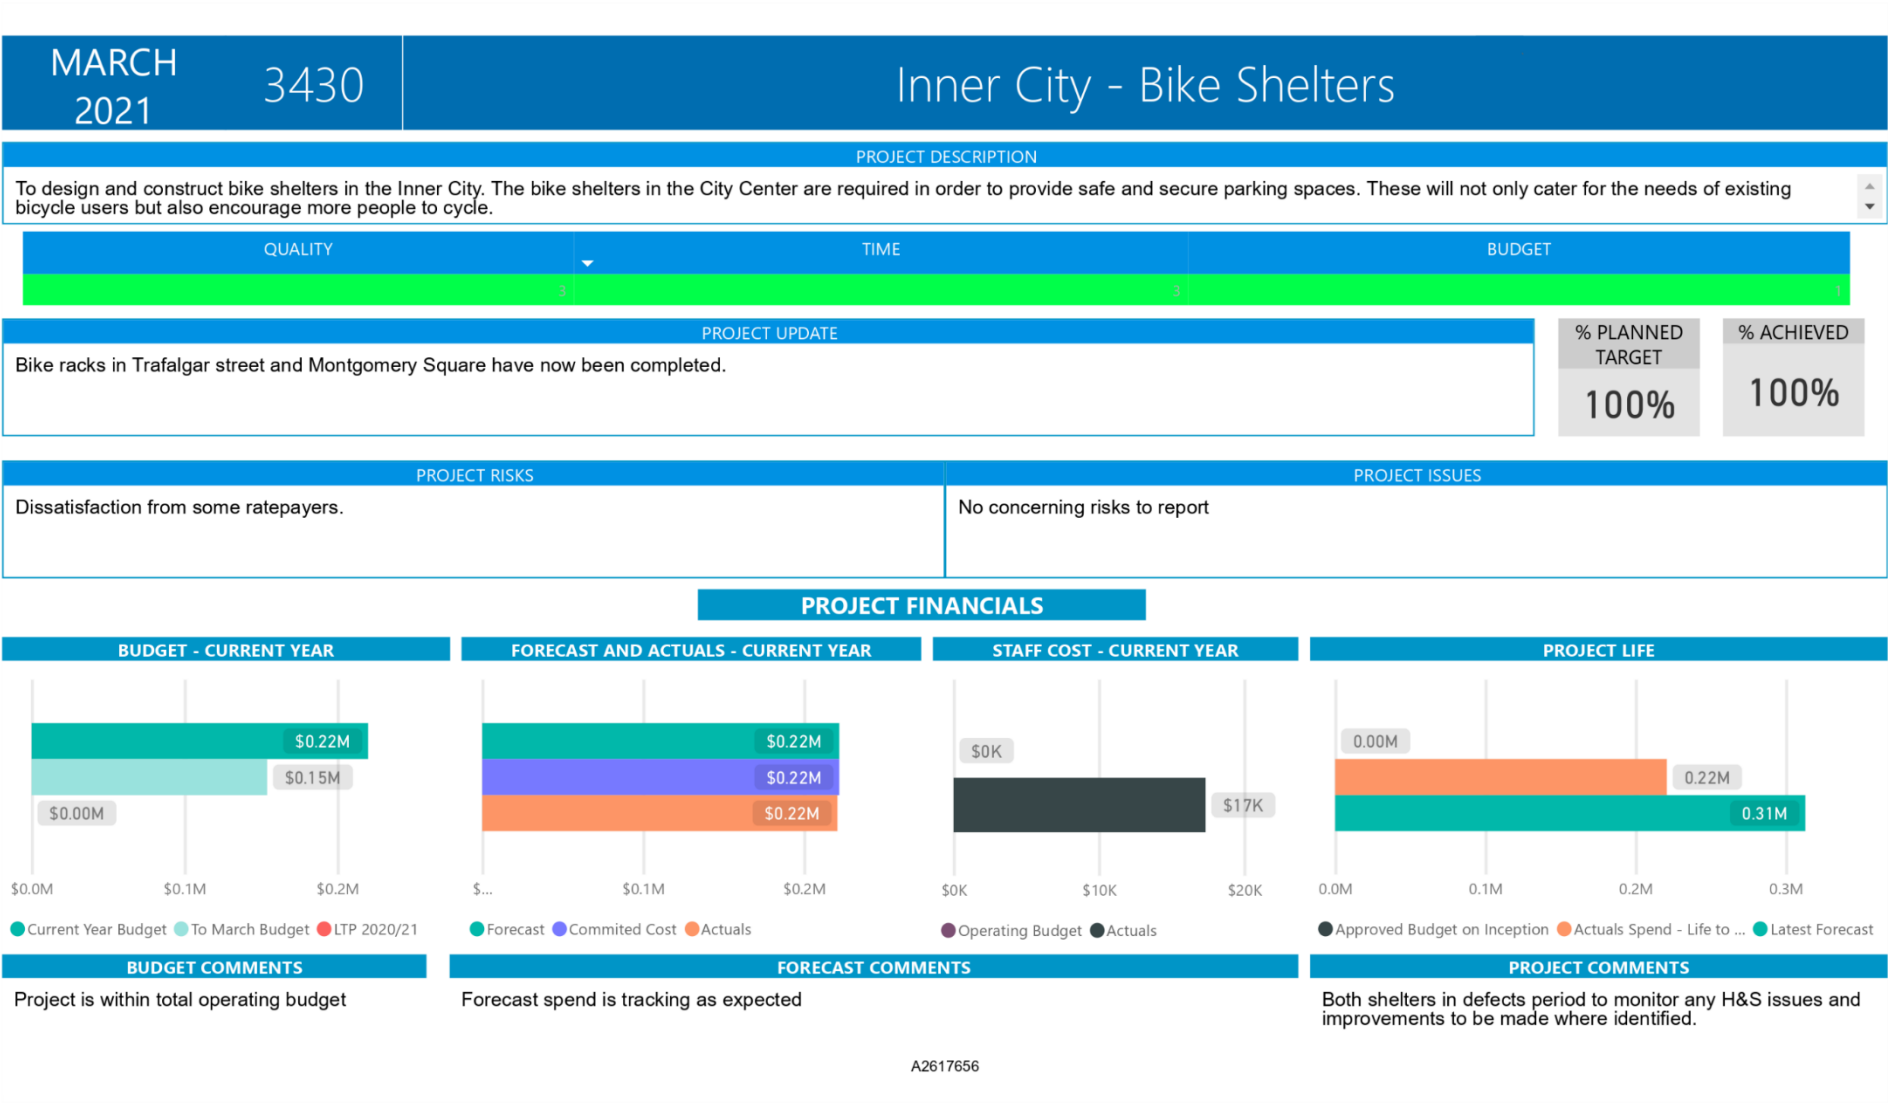 MARCH
2021
3430
Inner City - Bike Shelters
PROJECT DESCRIPTION
To design and construct bike shelters in the Inner City. The bike shelters in the City Center are required in order to provide safe and secure parking spaces. These will not only cater for the needs of existing
bicycle users but also encourage more people to cycle.
QUALITY TIME BUDGET
3 3 1
PROJECT UPDATE
Bike racks in Trafalgar street and Montgomery Square have now been completed.
% PLANNED
TARGET
100%
% ACHIEVED
100%
PROJECT RISKS
Dissatisfaction from some ratepayers.
PROJECT ISSUES
No concerning risks to report
PROJECT FINANCIALS
BUDGET - CURRENT YEAR
$0.22M
$0.15M
$0.00M
$0.0M $0.1M $0.2M
Current Year Budget To March Budget LTP 2020/21
FORECAST AND ACTUALS - CURRENT YEAR
$0.22M
$0.22M
$0.22M
$... $0.1M $0.2M
Forecast Commited Cost Actuals
STAFF COST - CURRENT YEAR
$0K
$17K
$0K $10K $20K
Operating Budget Actuals
PROJECT LIFE
0.00M
0.22M
0.31M
0.0M 0.1M 0.2M 0.3M
Approved Budget on Inception Actuals Spend - Life to ... Latest Forecast
BUDGET COMMENTS
Project is within total operating budget
FORECAST COMMENTS
Forecast spend is tracking as expected
PROJECT COMMENTS
Both shelters in defects period to monitor any H&S issues and
improvements to be made where identified.
A2617656